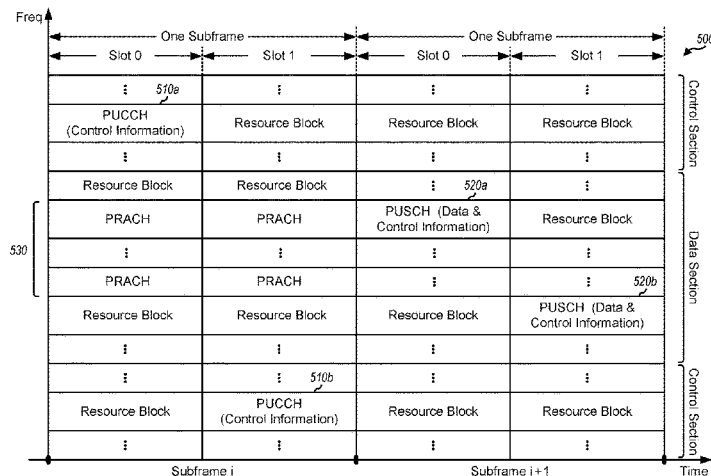 Freq
One Subframe One Subframe
500
Slot 0 Slot 1 Slot 0 Slot 1
⋮ 510a ⋮ ⋮ ⋮
PUCCH
(Control Information) Resource Block Resource Block Resource Block
⋮ ⋮ ⋮ ⋮
Control Section
Resource Block Resource Block ⋮ 520a ⋮
PRACH PRACH PUSCH (Data &
Control Information) Resource Block
530
⋮ ⋮ ⋮ ⋮
PRACH PRACH ⋮ ⋮ 520b
Resource Block Resource Block Resource Block PUSCH (Data &
Control Information)
⋮ ⋮ ⋮ ⋮
Data Section
⋮ ⋮ 510b ⋮ ⋮
Resource Block PUCCH
(Control Information) Resource Block Resource Block
⋮ ⋮ ⋮ ⋮
Control Section
Subframe i Subframe i+1 Time